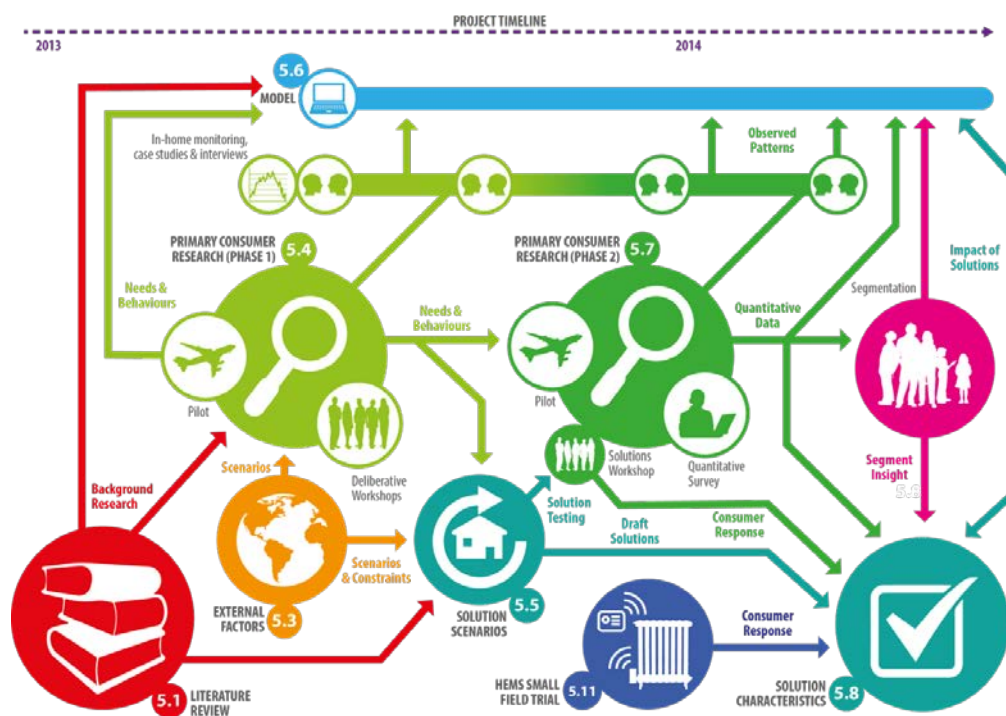 PROJECT TIMELINE
2013
2014
5.6
MODEL
In-home monitoring,
case studies & interviews
Observed
Patterns
PRIMARY CONSUMER
RESEARCH (PHASE 1)
5.4
PRIMARY CONSUMER
RESEARCH (PHASE 2)
5.7
Impact of
Solutions
Needs &
Behaviours
Needs &
Behaviours
Quantitative
Data
Segmentation
Pilot
Pilot
Deliberative
Workshops
Solutions
Workshop
Quantitative
Survey
Scenarios
Background
Research
Segment
Insight
Solution
Testing
Draft
Solutions
Consumer
Response
Scenarios
& Constraints
EXTERNAL
FACTORS
5.3
SOLUTION
SCENARIOS
5.5
Consumer
Response
5.1
LITERATURE
REVIEW
HEMS SMALL
FIELD TRIAL
5.11
SOLUTION
CHARACTERISTICS
5.8